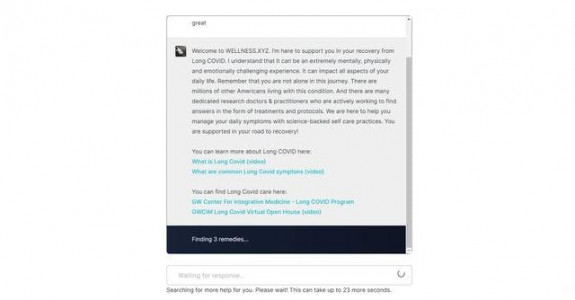 great
Welcome to WELLNESS.XYZ. I'm here to support you in your recovery from
Long COVID. I understand that it can be an extremely mentally, physically
and emotionally challenging experience. It can impact all aspects of your
daily life. Remember that you are not alone in this journey. There are
millions of other Americans living with this condition. And there are many
dedicated research doctors & practitioners who are actively working to find
answers in the form of treatments and protocols. We are here to help you
manage your daily symptoms with science-backed self care practices. You
are supported in your road to recovery!
You can learn more about Long COVID here:
What is Long Covid (video)
What are common Long Covid symptons (video)
You can find Long Covid care here:
GW Center For Integrative Medicine - Long COVID Program
GWCIM Long Covid Virtual Open House (video)
Finding 3 remedies...
Waiting for response...
Searching for more help for you. Please wait! This can take up to 23 more seconds.